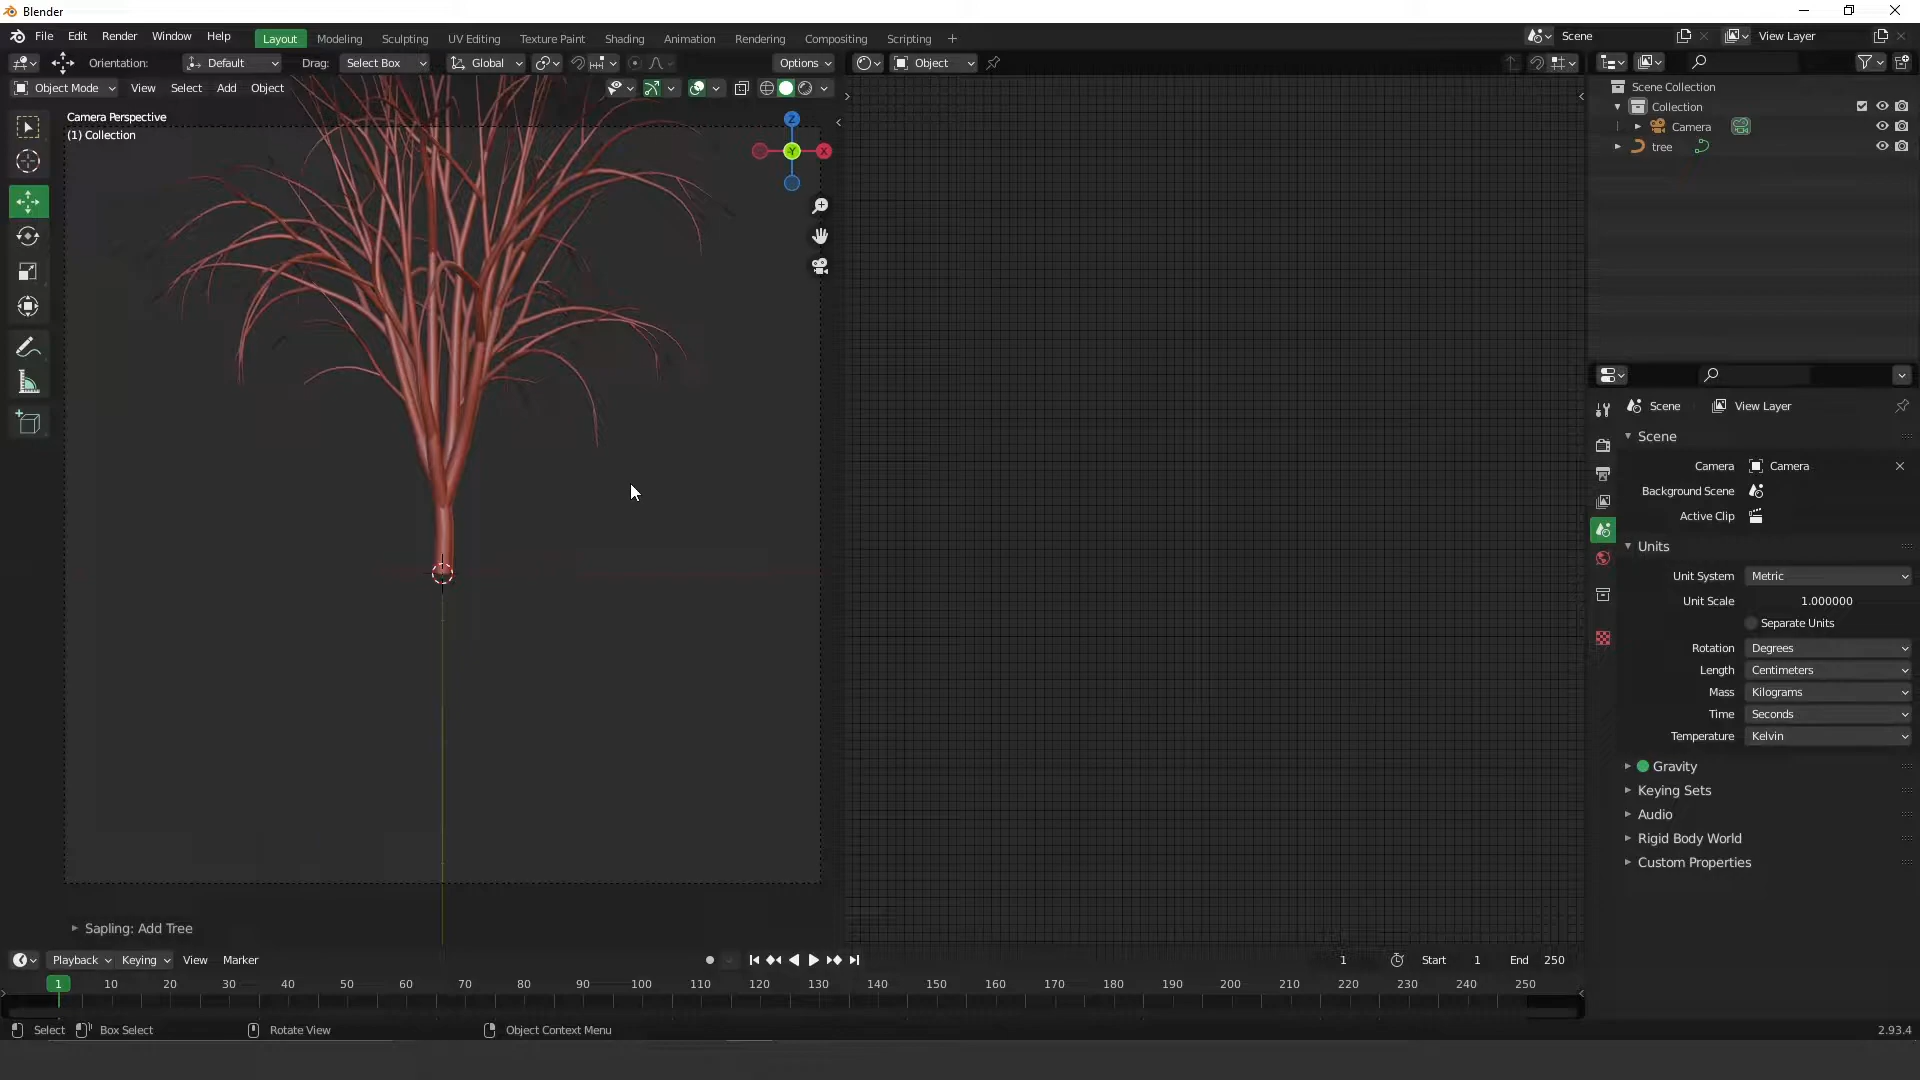 Blender
File Edit Render Window Help Layout Modeling Sculpting UV Editing Texture Paint Shading Animation Rendering Compositing Scripting + Scene View Layer
Orientation: Default Drag: Select Box Global Options Object
Object Mode View Select Add Object
Camera Perspective
(1) Collection
Z
Y
X
Scene Collection
Collection
Camera
tree
Scene View Layer
Scene
Camera Camera
Background Scene
Active Clip
Units
Unit System Metric
Unit Scale 1.000000
Separate Units
Rotation Degrees
Length Centimeters
Mass Kilograms
Time Seconds
Temperature Kelvin
Gravity
Keying Sets
Audio
Rigid Body World
Custom Properties
Sapling: Add Tree
Playback Keying View Marker 1 Start 1 End 250
1 10 20 30 40 50 60 70 80 90 100 110 120 130 140 150 160 170 180 190 200 210 220 230 240 250
Select Box Select Rotate View Object Context Menu 2.93.4